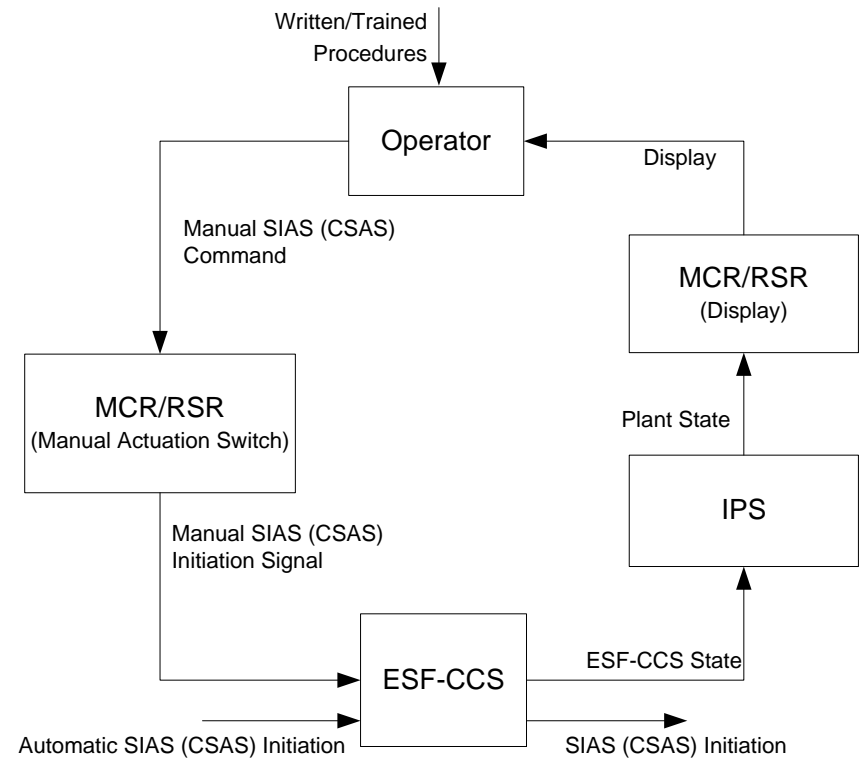 Written/Trained
Procedures
Operator
Display
Manual SIAS (CSAS)
Command
MCR/RSR
(Display)
MCR/RSR
(Manual Actuation Switch)
Plant State
IPS
Manual SIAS (CSAS)
Initiation Signal
ESF-CCS
ESF-CCS State
Automatic SIAS (CSAS) Initiation
SIAS (CSAS) Initiation